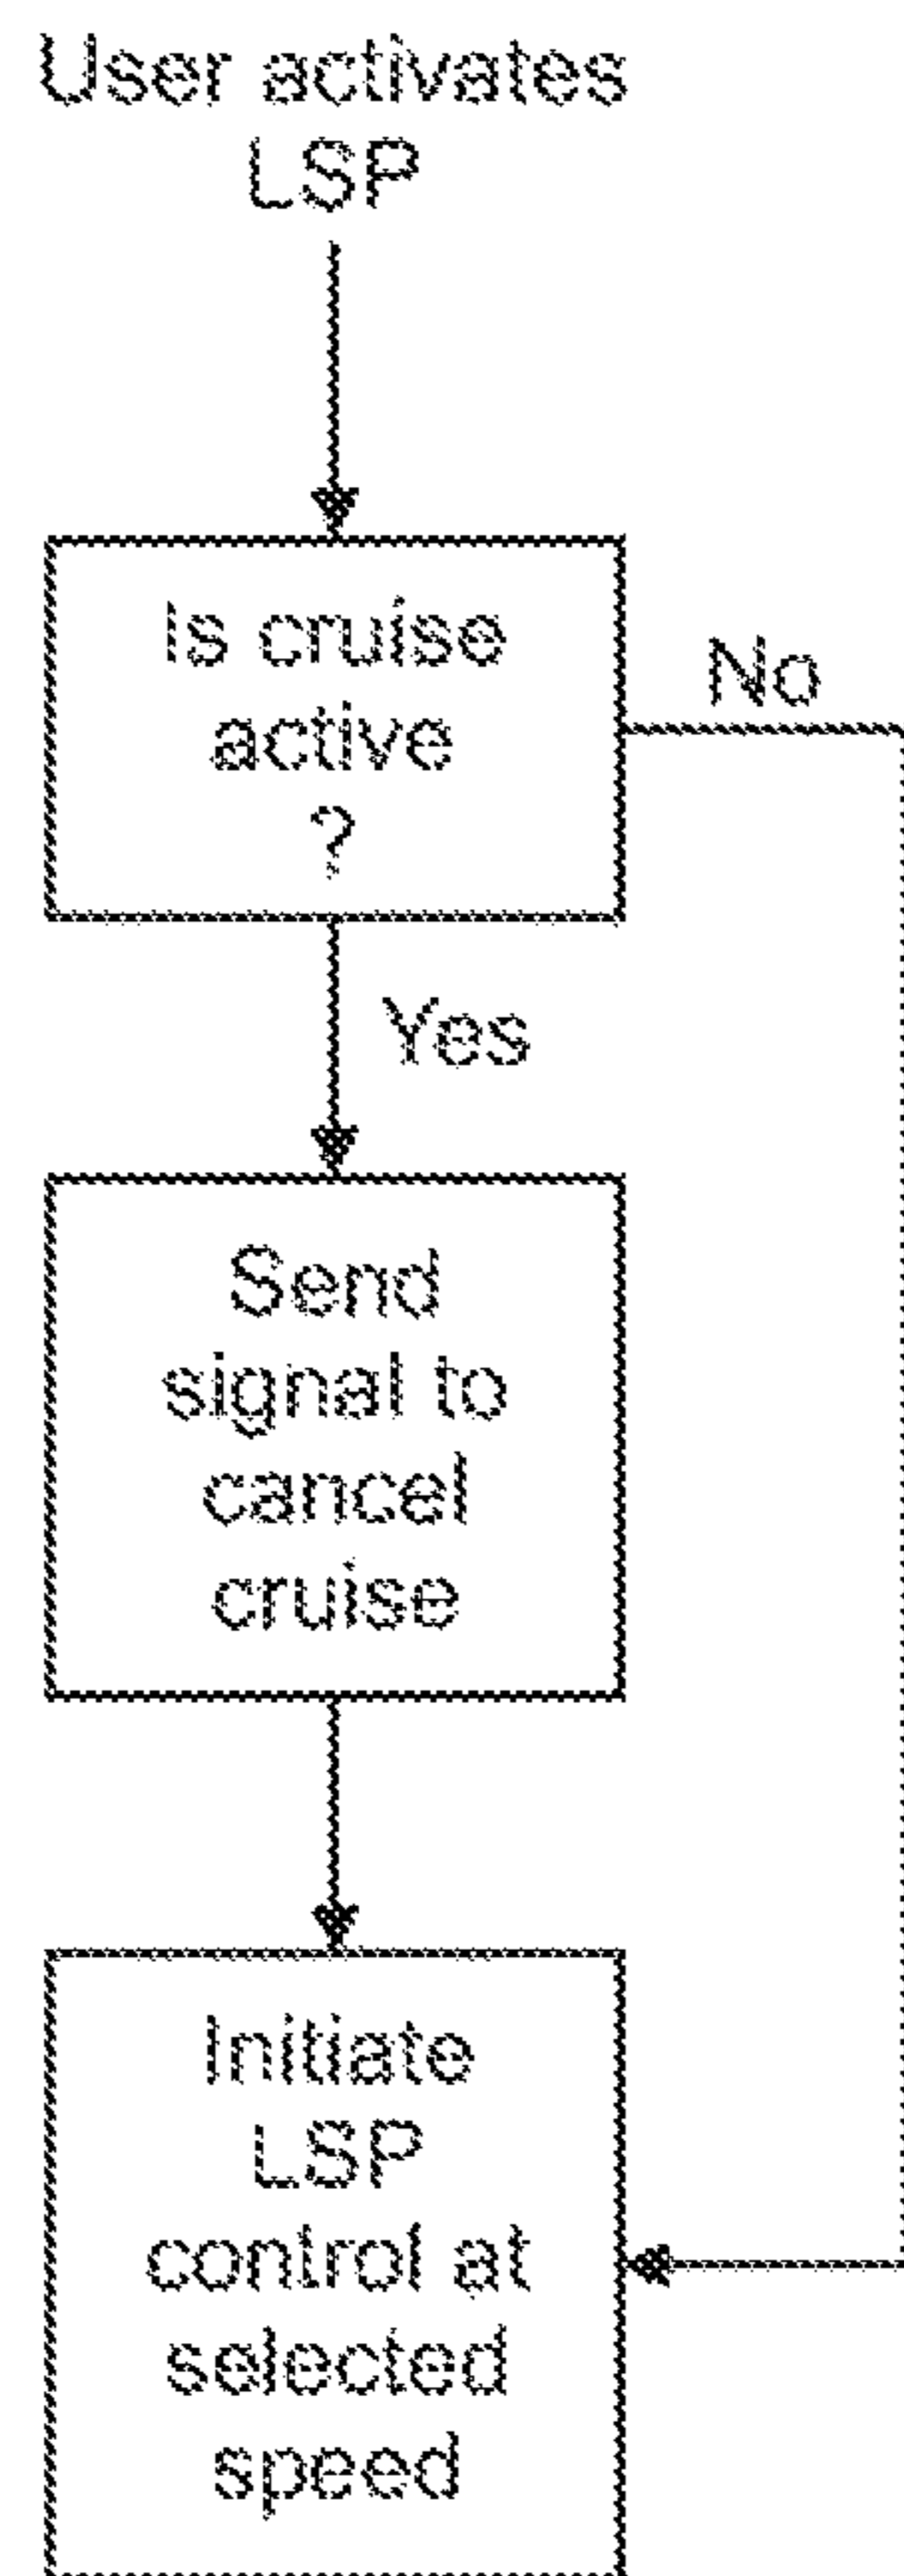 User activates
LSP
Is cruise
active
?
No
Yes
Send
signal to
cancel
cruise
Initiate
LSP
control at
selected
speed